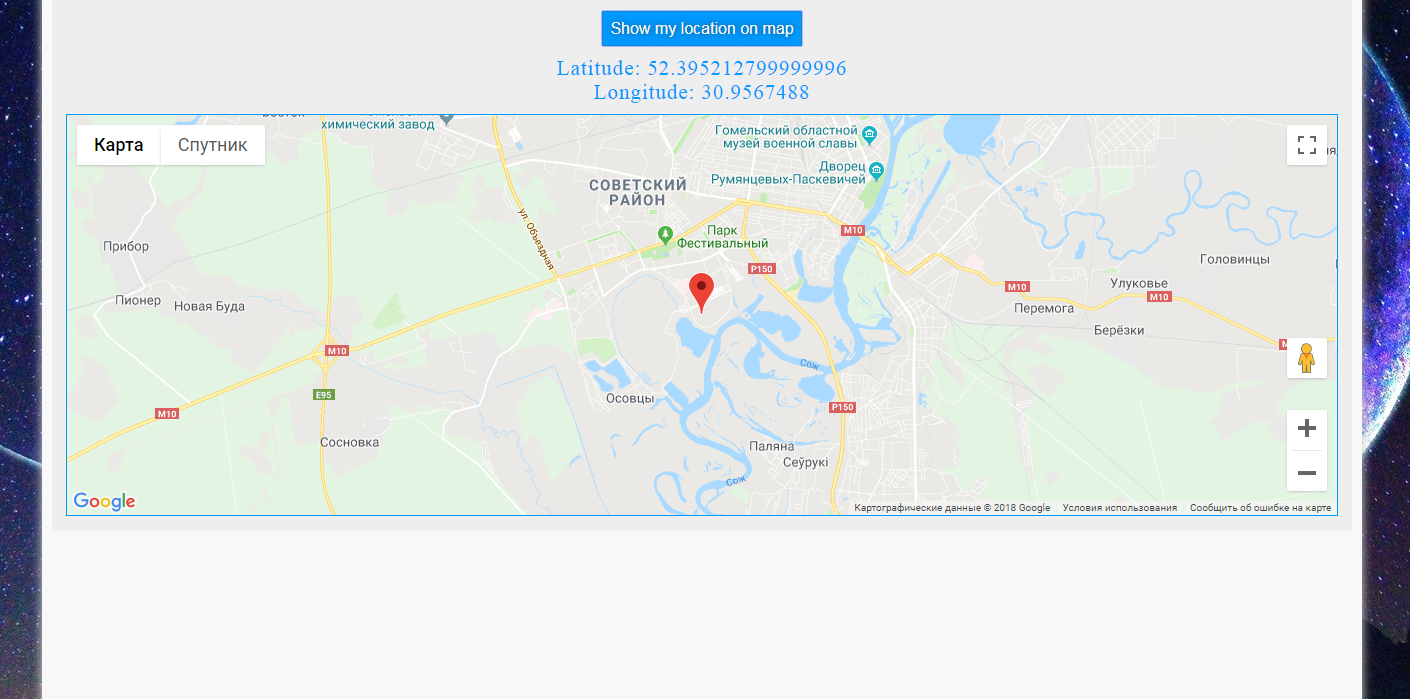 Show my location on map
Latitude: 52.395212799999996
Longitude: 30.9567488
химический завод
Карта
Спутник
Гомельский областной
музей военной славы
Дворец
Румянцевых-Паскевичей
СОВЕТСКИЙ
РАЙОН
ул. Объездная
Парк
Фестивальный
M10
P150
Прибор
Пионер
Новая Буда
Головинцы
Улуковье
M10
M10
Перемога
Берёзки
M10
E95
M10
Сож
Осовцы
P150
Сосновка
Паляна
Сеўрукі
Сож
Google
Картографические данные © 2018 Google
Условия использования
Сообщить об ошибке на карте